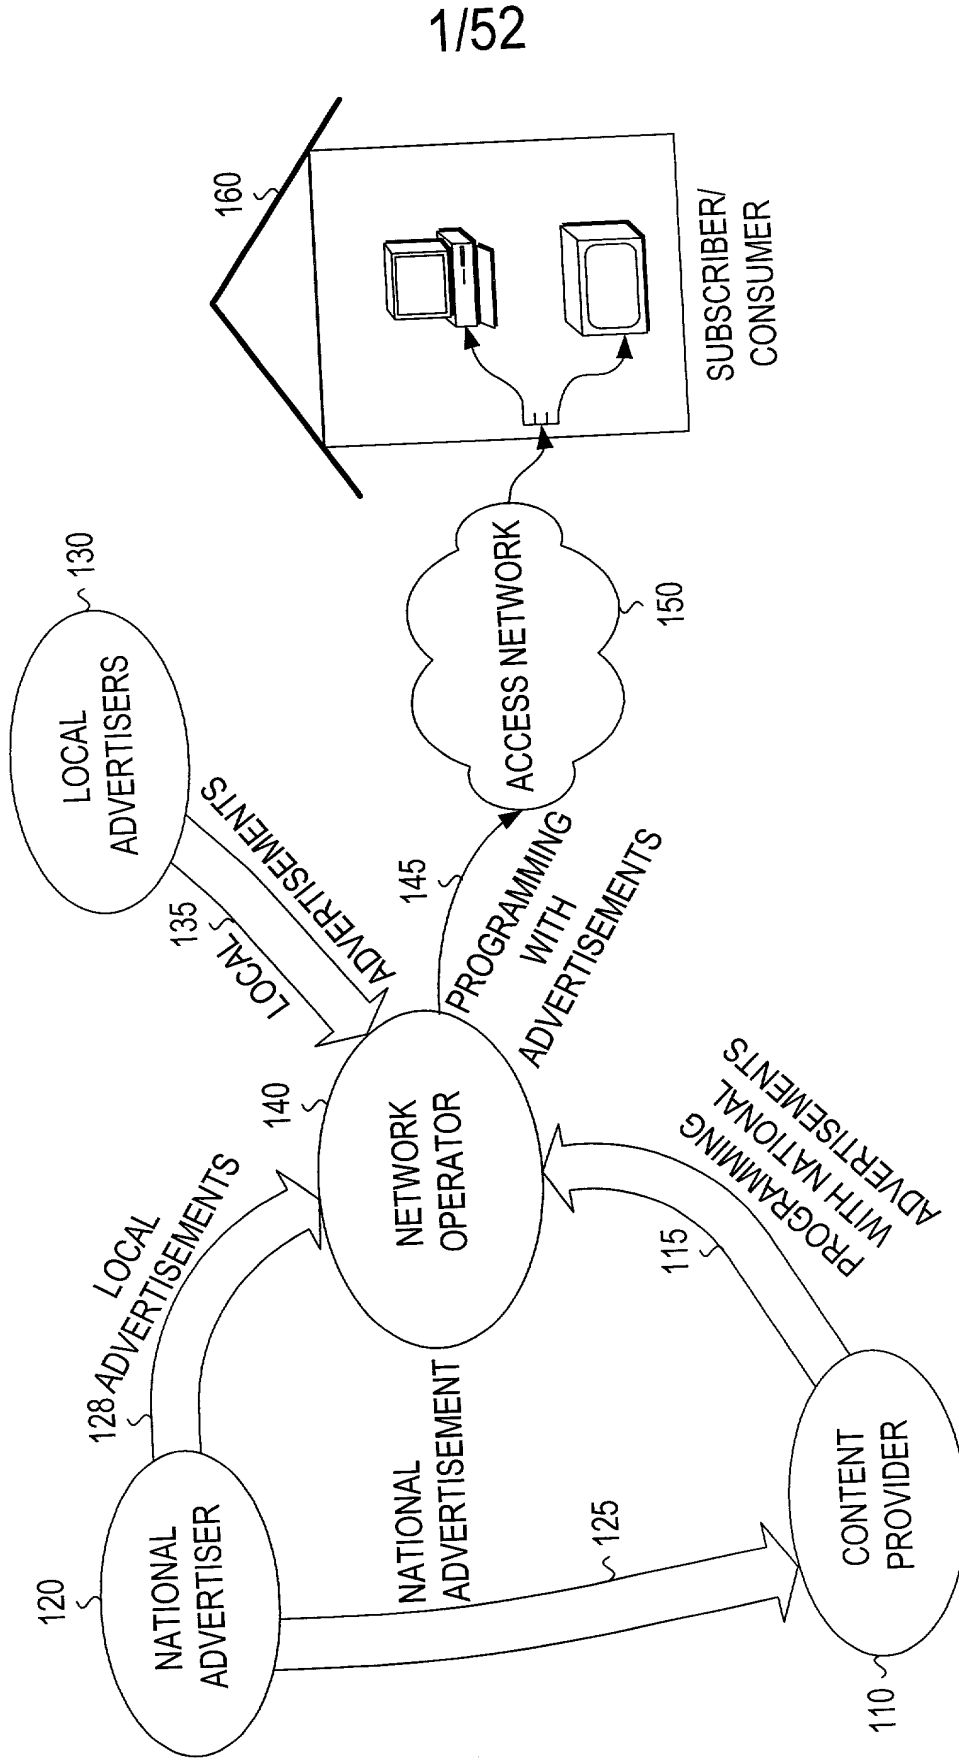 1/52
120
NATIONAL
ADVERTISER
128
LOCAL
ADVERTISEMENTS
140
NETWORK
OPERATOR
135
LOCAL
ADVERTISEMENTS
LOCAL
ADVERTISERS
130
160
SUBSCRIBER/
CONSUMER
NATIONAL
ADVERTISEMENT
125
145
PROGRAMMING
WITH
ADVERTISEMENTS
ACCESS NETWORK
150
110
CONTENT
PROVIDER
115
PROGRAMMING
WITH NATIONAL
ADVERTISEMENTS